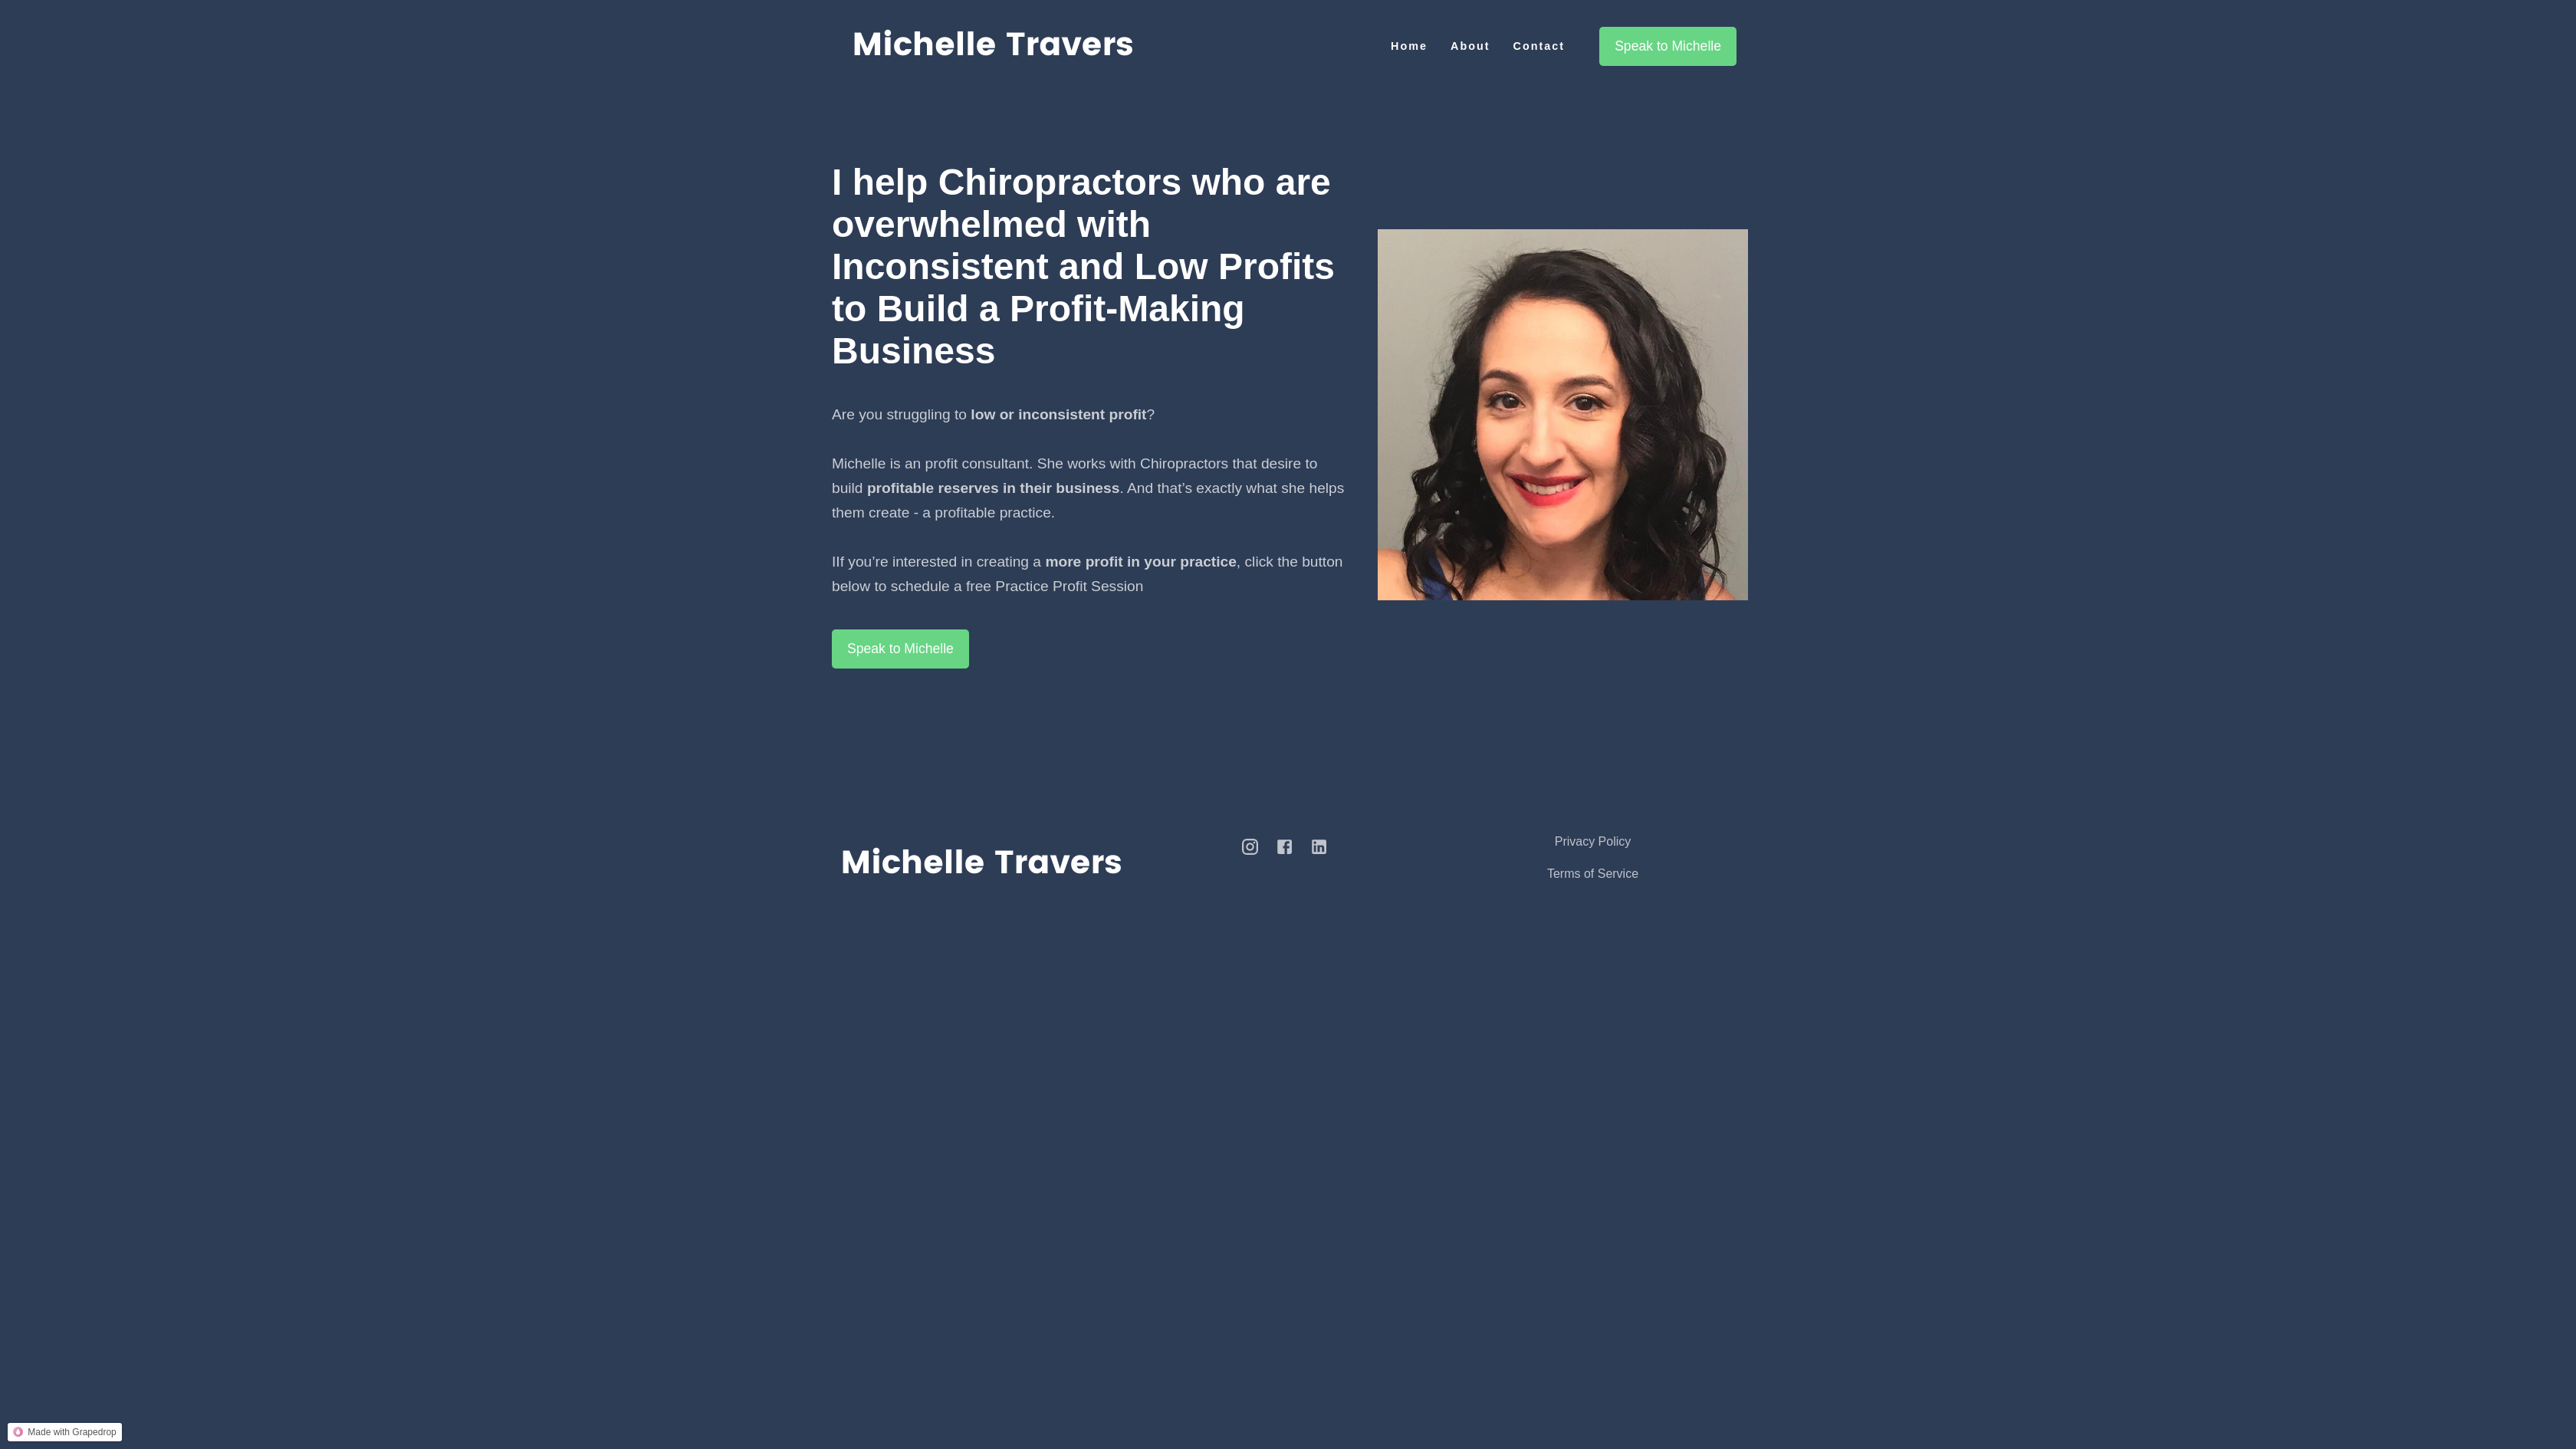 Michelle Travers
Home About Contact Speak to Michelle
I help Chiropractors who are
overwhelmed with
Inconsistent and Low Profits
to Build a Profit-Making
Business
Are you struggling to low or inconsistent profit?
Michelle is an profit consultant. She works with Chiropractors that desire to
build profitable reserves in their business. And that’s exactly what she helps
them create - a profitable practice.
IIf you’re interested in creating a more profit in your practice, click the button
below to schedule a free Practice Profit Session
Speak to Michelle
Michelle Travers
Privacy Policy
Terms of Service
Made with Grapedrop